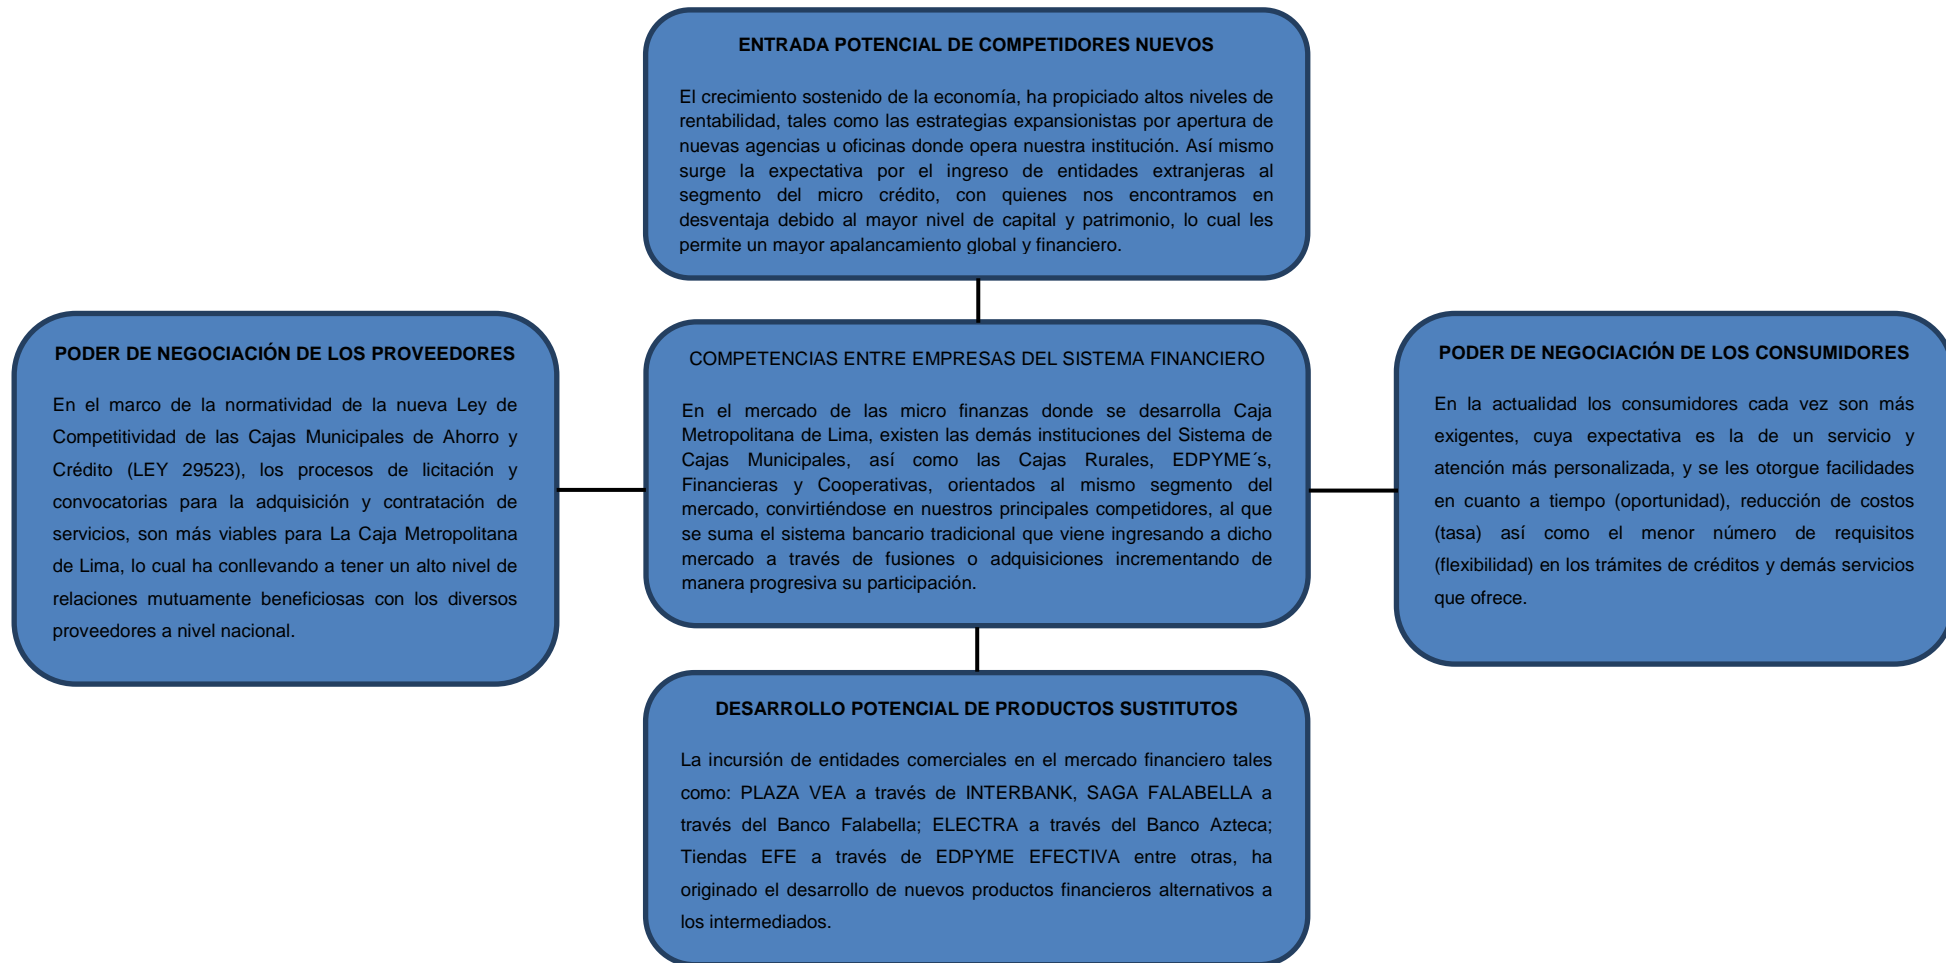 ENTRADA POTENCIAL DE COMPETIDORES NUEVOS
El crecimiento sostenido de la economía, ha propiciado altos niveles de
rentabilidad, tales como las estrategias expansionistas por apertura de
nuevas agencias u oficinas donde opera nuestra institución. Así mismo
surge la expectativa por el ingreso de entidades extranjeras al
segmento del micro crédito, con quienes nos encontramos en
desventaja debido al mayor nivel de capital y patrimonio, lo cual les
permite un mayor apalancamiento global y financiero.
PODER DE NEGOCIACIÓN DE LOS PROVEEDORES
En el marco de la normatividad de la nueva Ley de
Competitividad de las Cajas Municipales de Ahorro y
Crédito (LEY 29523), los procesos de licitación y
convocatorias para la adquisición y contratación de
servicios, son más viables para La Caja Metropolitana
de Lima, lo cual ha conllevando a tener un alto nivel de
relaciones mutuamente beneficiosas con los diversos
proveedores a nivel nacional.
COMPETENCIAS ENTRE EMPRESAS DEL SISTEMA FINANCIERO
En el mercado de las micro finanzas donde se desarrolla Caja
Metropolitana de Lima, existen las demás instituciones del Sistema de
Cajas Municipales, así como las Cajas Rurales, EDPYME´s,
Financieras y Cooperativas, orientados al mismo segmento del
mercado, convirtiéndose en nuestros principales competidores, al que
se suma el sistema bancario tradicional que viene ingresando a dicho
mercado a través de fusiones o adquisiciones incrementando de
manera progresiva su participación.
PODER DE NEGOCIACIÓN DE LOS CONSUMIDORES
En la actualidad los consumidores cada vez son más
exigentes, cuya expectativa es la de un servicio y
atención más personalizada, y se les otorgue facilidades
en cuanto a tiempo (oportunidad), reducción de costos
(tasa) así como el menor número de requisitos
(flexibilidad) en los trámites de créditos y demás servicios
que ofrece.
DESARROLLO POTENCIAL DE PRODUCTOS SUSTITUTOS
La incursión de entidades comerciales en el mercado financiero tales
como: PLAZA VEA a través de INTERBANK, SAGA FALABELLA a
través del Banco Falabella; ELECTRA a través del Banco Azteca;
Tiendas EFE a través de EDPYME EFECTIVA entre otras, ha
originado el desarrollo de nuevos productos financieros alternativos a
los intermediados.